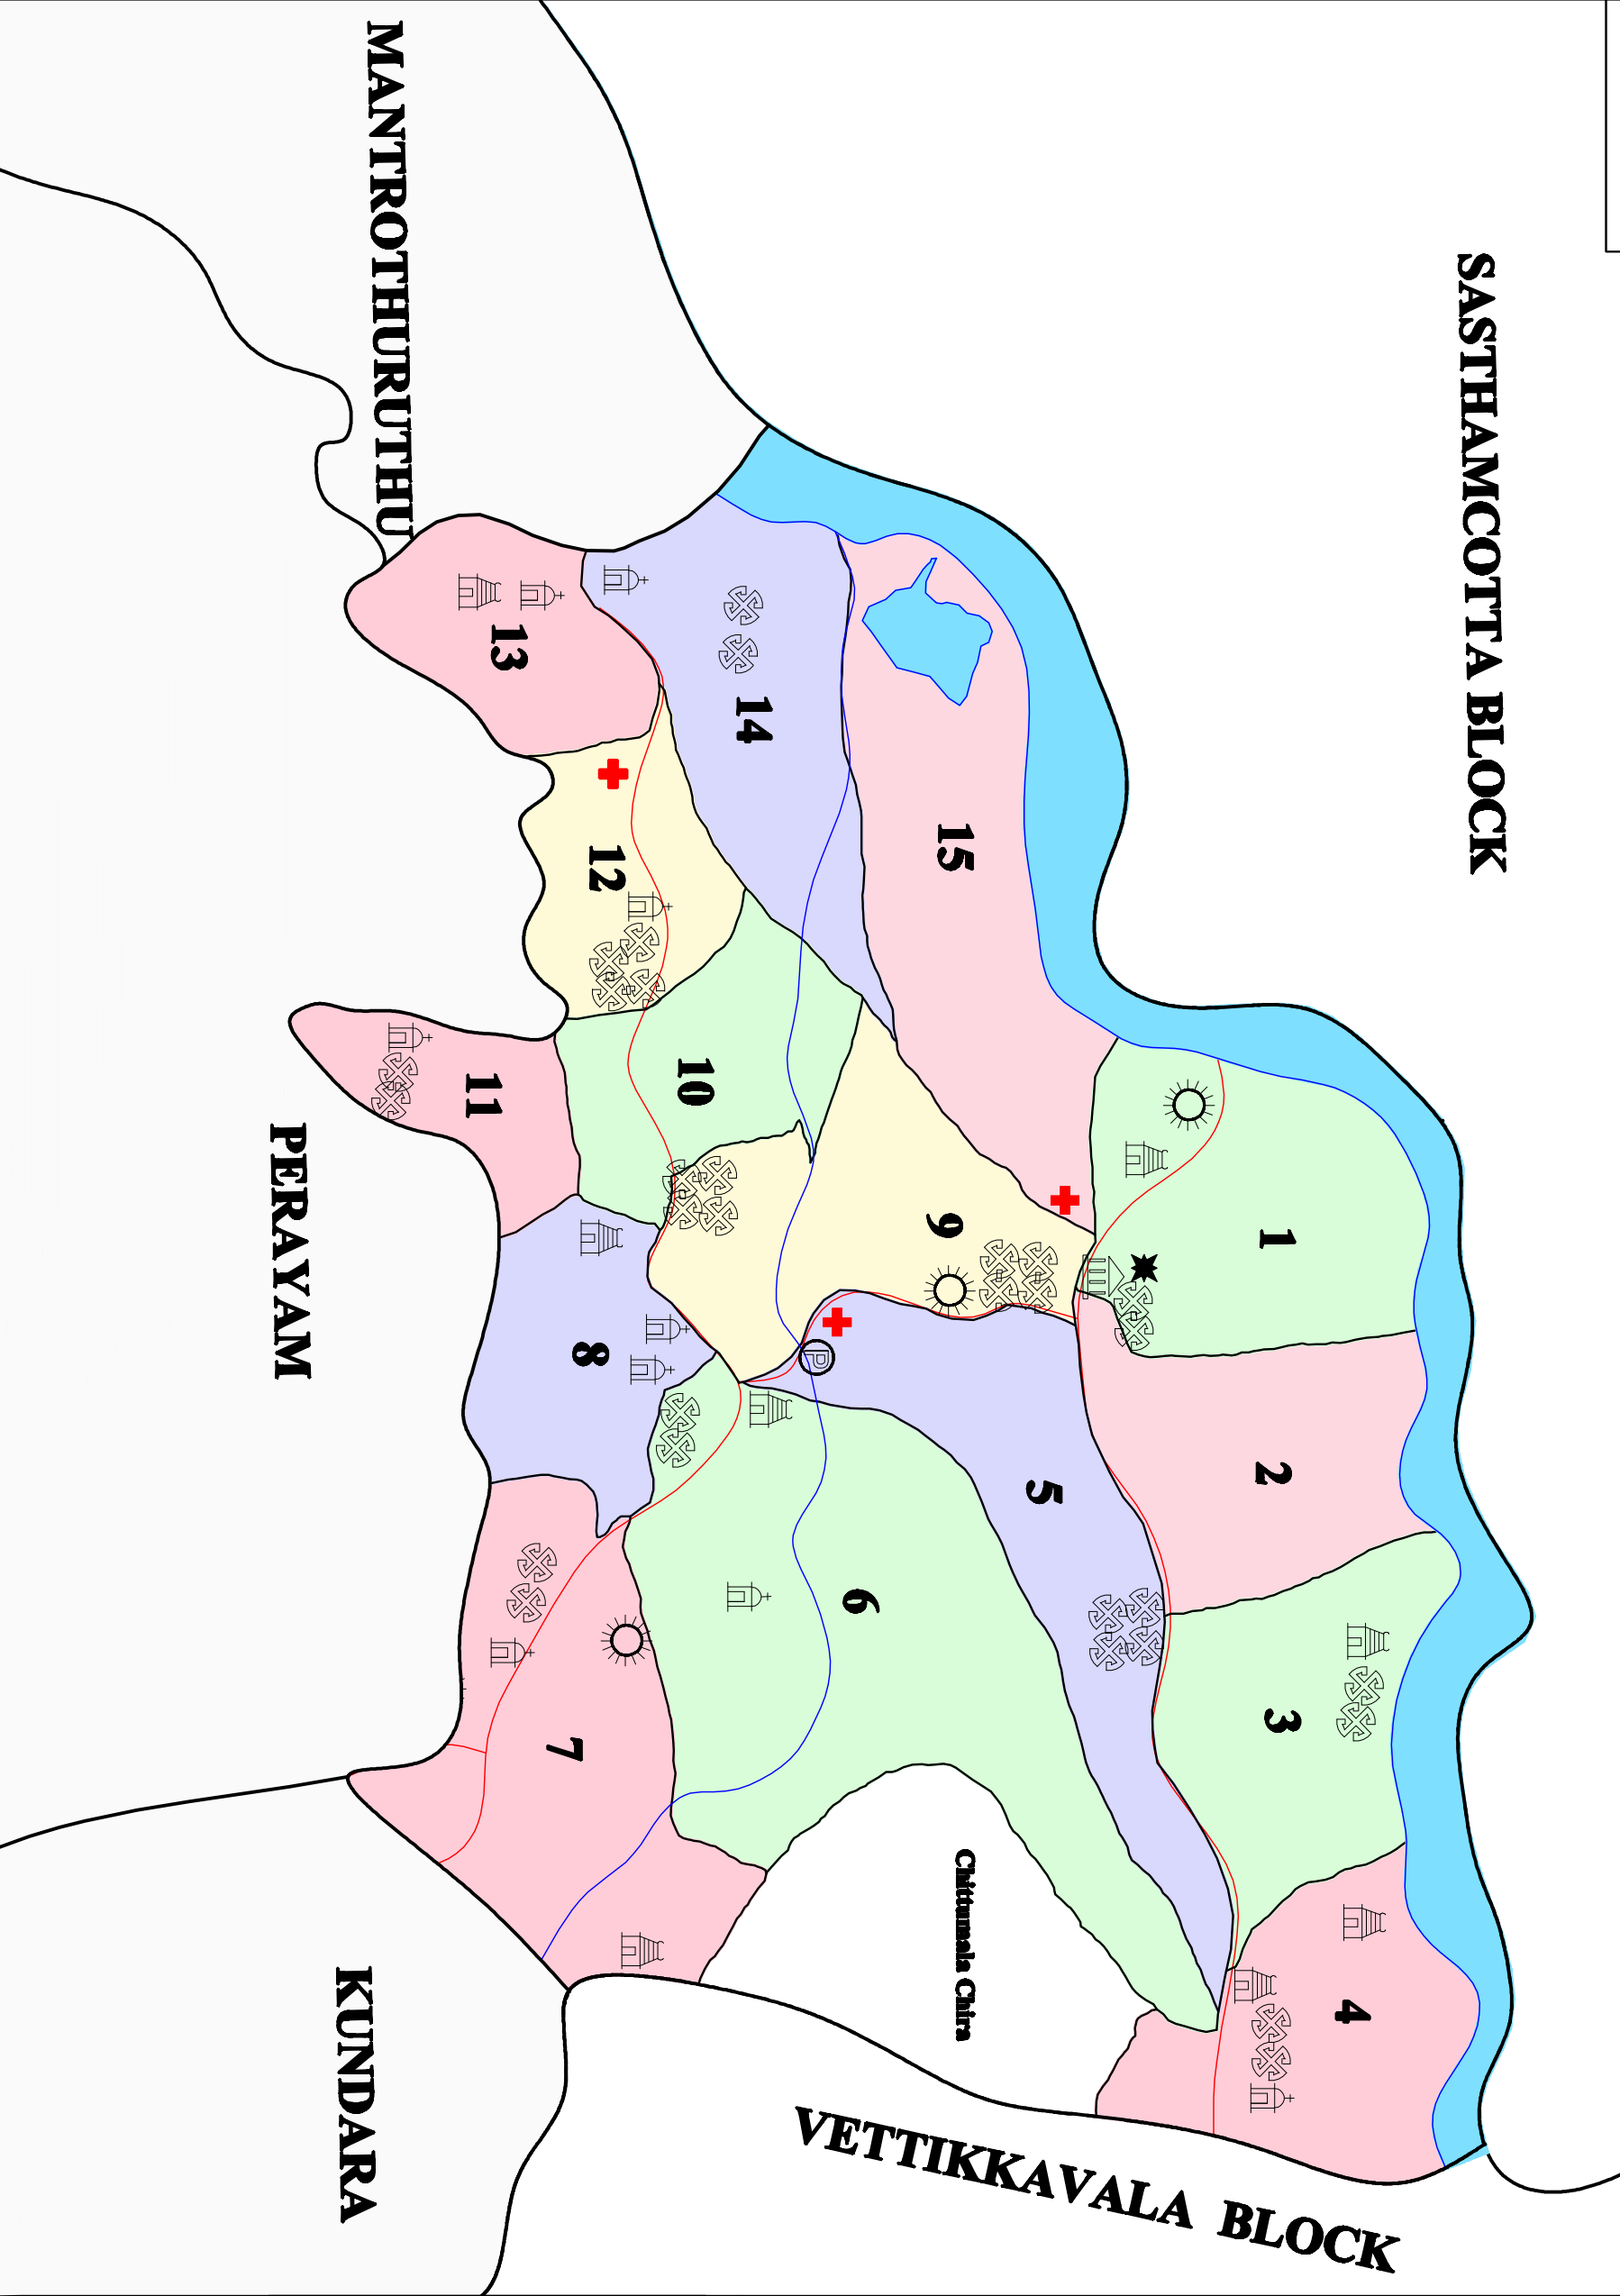 SASTHAMCOTTA BLOCK
MANTROTHURUTHU
13
14
15
12
10
11
9
1
8
P
2
5
6
3
7
4
Chittumala Chira
PERAYAM
KUNDARA
VETTIKKAVALA BLOCK